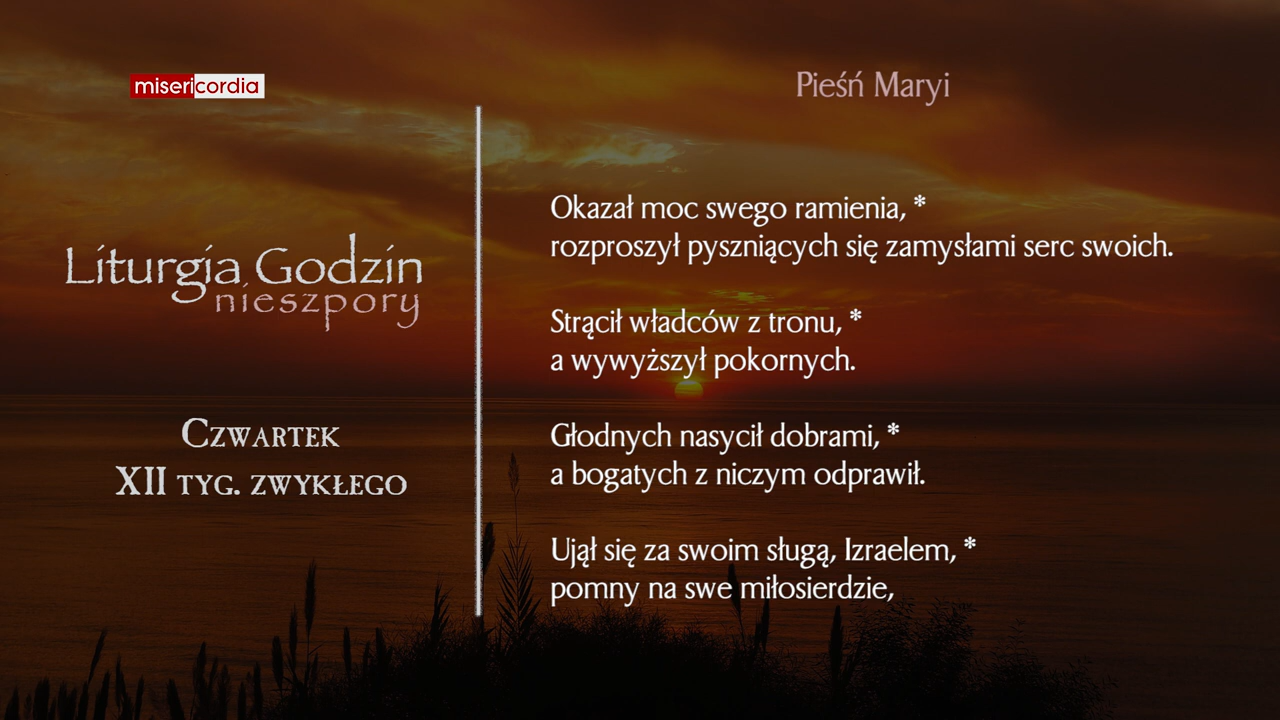 misericordia
Liturgia Godzin
nieszpory
Czwartek
XII tyg. zwykłego
Pieśń Maryi
Okazał moc swego ramienia, *
rozproszył pyszniących się zamysłami serc swoich.
Strącił władców z tronu, *
a wywyższył pokornych.
Głodnych nasycił dobrami, *
a bogatych z niczym odprawił.
Ujął się za swoim sługą, Izraelem, *
pomny na swe miłosierdzie,